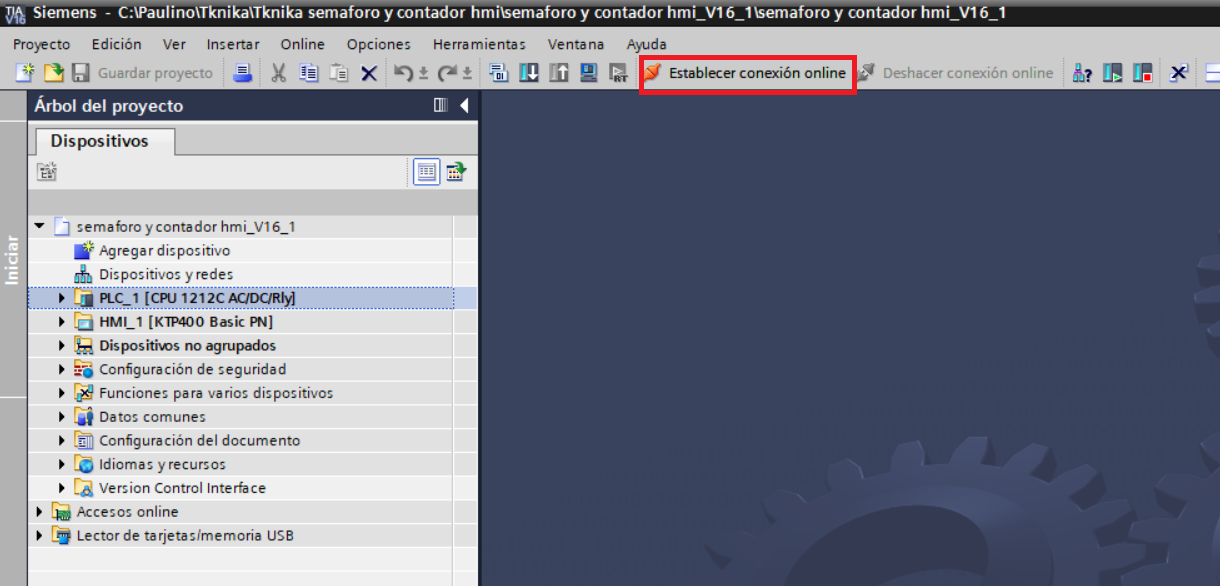 TIA V16 Siemens - C:\Paulino\Tknika\Tknika semaforo y contador hmi\semaforo y contador hmi_V16_1\semaforo y contador hmi_V16_1
Proyecto Edición Ver Insertar Online Opciones Herramientas Ventana Ayuda
Guardar proyecto RT Establecer conexión online Deshacer conexión online
Árbol del proyecto
Dispositivos
Iniciar
semaforo y contador hmi_V16_1
Agregar dispositivo
Dispositivos y redes
PLC_1 [CPU 1212C AC/DC/Rly]
HMI_1 [KTP400 Basic PN]
Dispositivos no agrupados
Configuración de seguridad
Funciones para varios dispositivos
Datos comunes
Configuración del documento
Idiomas y recursos
Version Control Interface
Accesos online
Lector de tarjetas/memoria USB